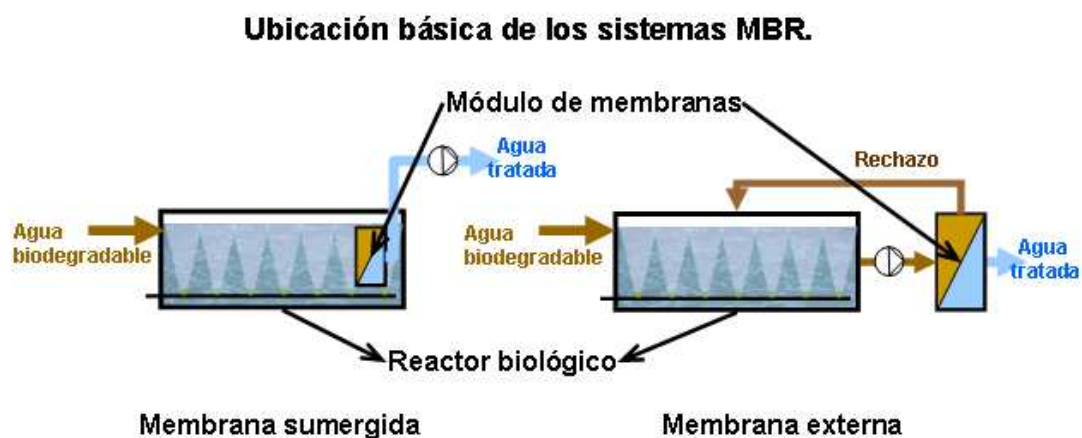 Ubicación básica de los sistemas MBR.
Módulo de membranas
Agua
tratada
Rechazo
Agua
biodegradable
Agua
biodegradable
Agua
tratada
Reactor biológico
Membrana sumergida
Membrana externa